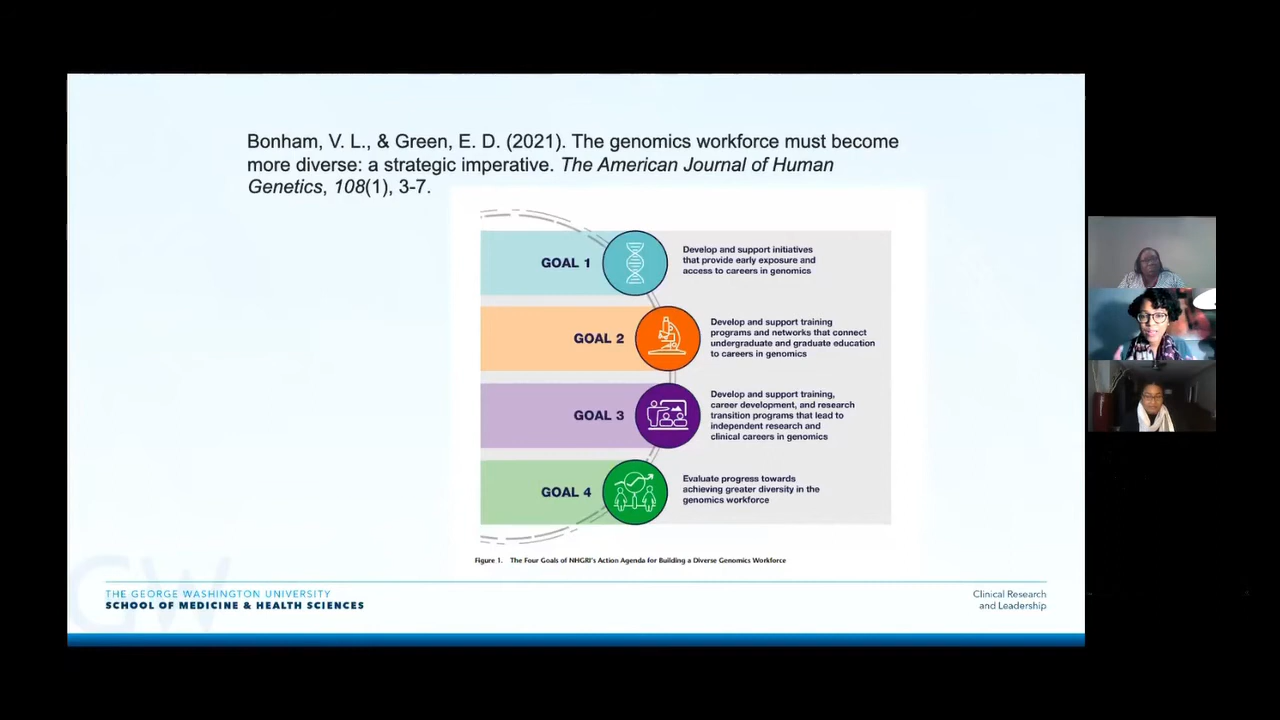 Bonham, V. L., & Green, E. D. (2021). The genomics workforce must become
more diverse: a strategic imperative. The American Journal of Human
Genetics, 108(1), 3-7.
GOAL 1
Develop and support initiatives
that provide early exposure and
access to careers in genomics
GOAL 2
Develop and support training
programs and networks that connect
undergraduate and graduate education
to careers in genomics
GOAL 3
Develop and support training,
career development, and research
transition programs that lead to
independent research and
clinical careers in genomics
GOAL 4
Evaluate progress towards
achieving greater diversity in the
genomics workforce
Figure 1. The Four Goals of NHGRI's Action Agenda for Building a Diverse Genomics Workforce
GW
THE GEORGE WASHINGTON UNIVERSITY
SCHOOL OF MEDICINE & HEALTH SCIENCES
Clinical Research
and Leadership